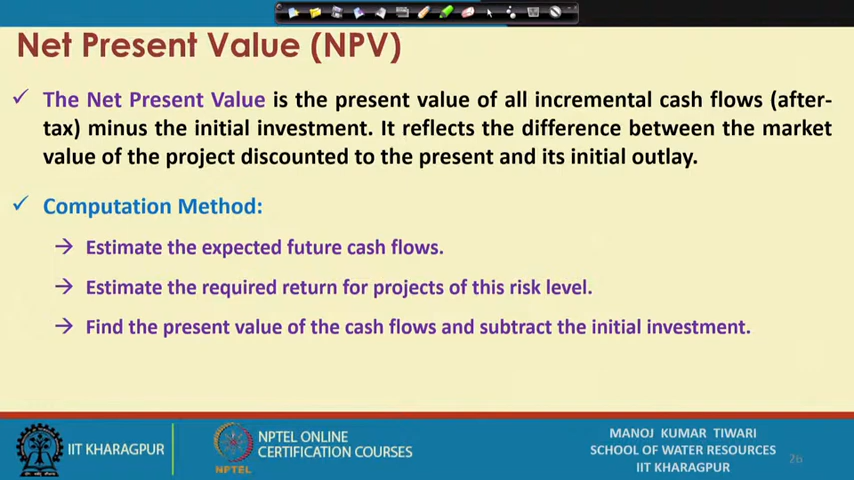 Net Present Value (NPV)
✓ The Net Present Value is the present value of all incremental cash flows (after-
tax) minus the initial investment. It reflects the difference between the market
value of the project discounted to the present and its initial outlay.
✓ Computation Method:
→ Estimate the expected future cash flows.
→ Estimate the required return for projects of this risk level.
→ Find the present value of the cash flows and subtract the initial investment.
IIT KHARAGPUR
NPTEL
NPTEL ONLINE
CERTIFICATION COURSES
MANOJ KUMAR TIWARI
SCHOOL OF WATER RESOURCES
IIT KHARAGPUR
26